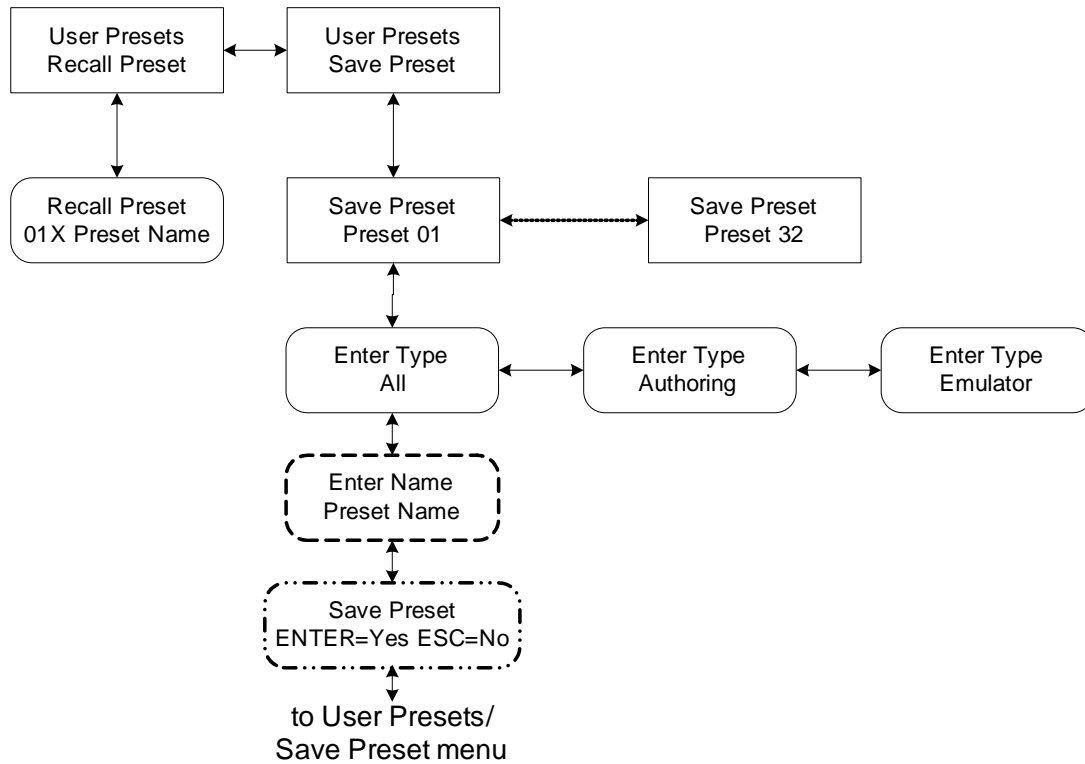 User Presets
Recall Preset
User Presets
Save Preset
Recall Preset
01X Preset Name
Save Preset
Preset 01
Save Preset
Preset 32
Enter Type
All
Enter Type
Authoring
Enter Type
Emulator
Enter Name
Preset Name
Save Preset
ENTER=Yes ESC=No
to User Presets/
Save Preset menu